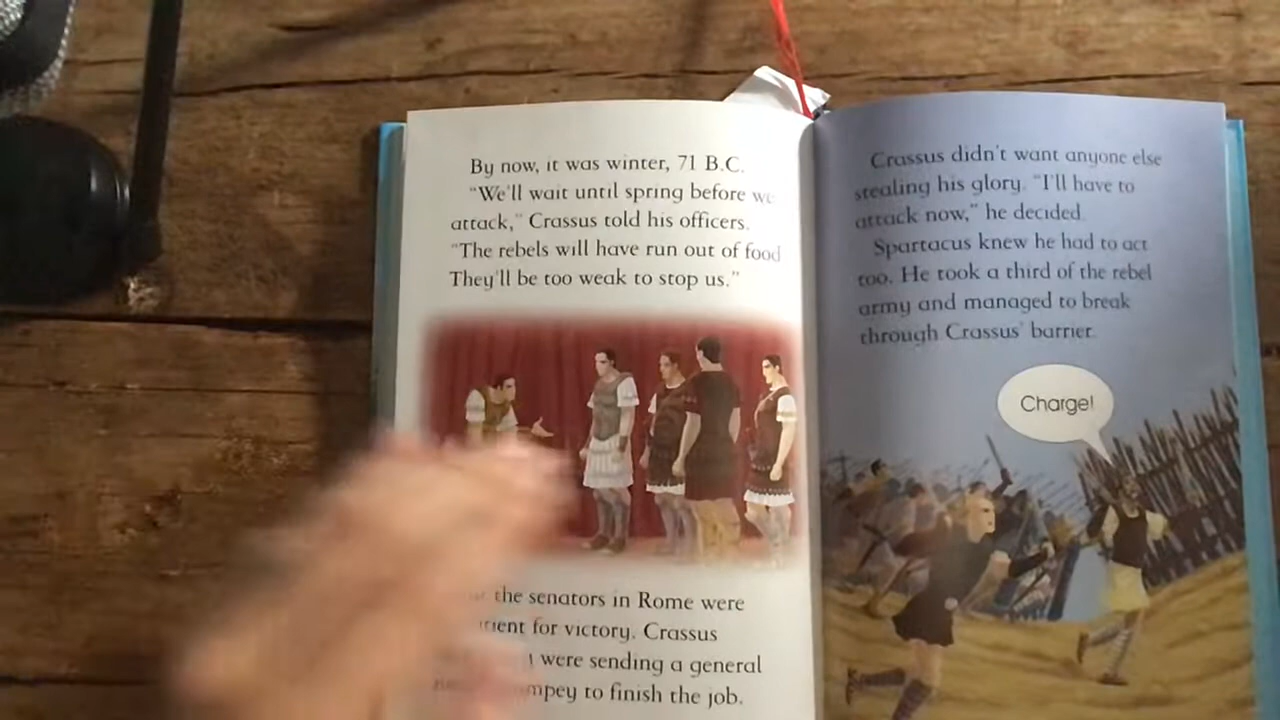 By now, it was winter, 71 B.C.
"We'll wait until spring before we
attack," Crassus told his officers.
"The rebels will have run out of food
They'll be too weak to stop us."
the senators in Rome were
for victory. Crassus
were sending a general
to finish the job.
Crassus didn't want anyone else
stealing his glory. "I'll have to
attack now," he decided.
Spartacus knew he had to act
too. He took a third of the rebel
army and managed to break
through Crassus' barrier.
Charge!